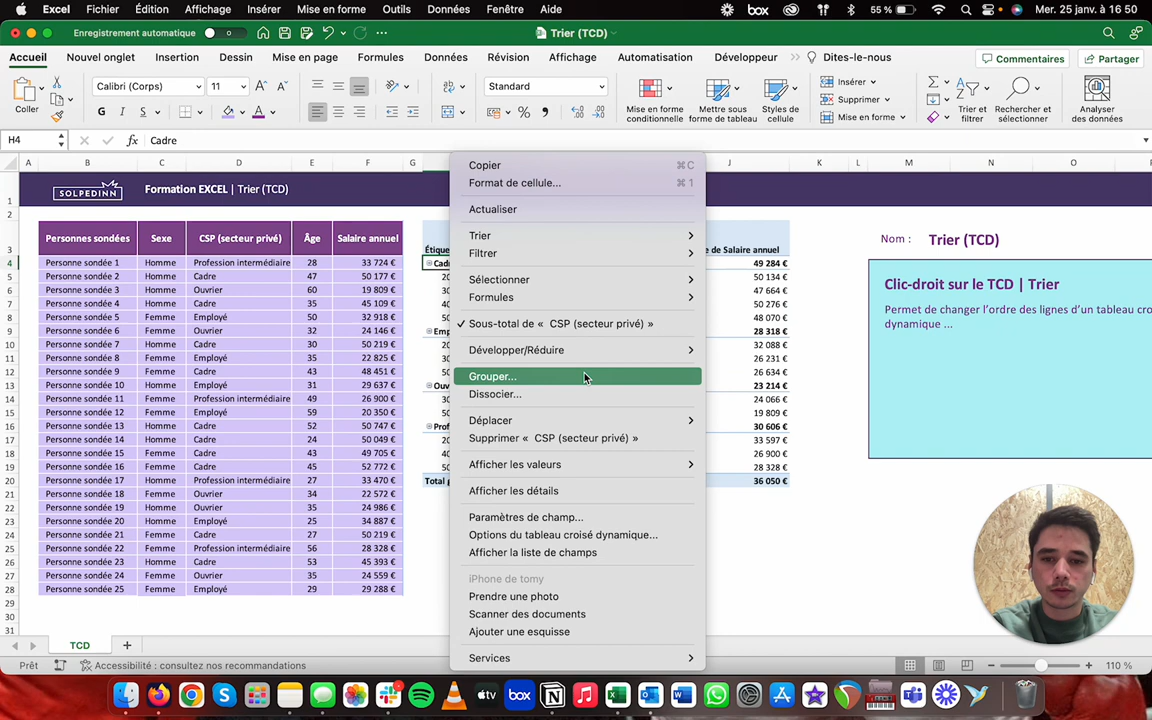 Excel Fichier Édition Affichage Insérer Mise en forme Outils Données Fenêtre Aide box 55 % Mer. 25 janv. à 16 50
Enregistrement automatique Trier (TCD)
Accueil Nouvel onglet Insertion Dessin Mise en page Formules Données Révision Affichage Automatisation Développeur >> Dites-le-nous Commentaires Partager
Coller Calibri (Corps) 11 Standard
G I S
Mise en forme conditionnelle
Mettre sous forme de tableau
Styles de cellule
Insérer
Supprimer
Mise en forme
Trier et filtrer
Rechercher et sélectionner
Analyser des données
H4 fx Cadre
A B C D E F G J K L M N O
SOLPEDINN Formation EXCEL | Trier (TCD)
Personnes sondées Sexe CSP (secteur privé) Âge Salaire annuel
Personne sondée 1 Homme Profession intermédiaire 28 33 724 €
Personne sondée 2 Homme Cadre 47 50 177 €
Personne sondée 3 Homme Ouvrier 60 19 809 €
Personne sondée 4 Homme Cadre 35 45 109 €
Personne sondée 5 Homme Employé 50 32 918 €
Personne sondée 6 Homme Ouvrier 32 24 146 €
Personne sondée 7 Homme Cadre 30 50 219 €
Personne sondée 8 Femme Employé 35 22 825 €
Personne sondée 9 Homme Cadre 43 48 451 €
Personne sondée 10 Homme Employé 31 29 637 €
Personne sondée 11 Homme Profession intermédiaire 49 26 900 €
Personne sondée 12 Homme Employé 59 20 350 €
Personne sondée 13 Homme Cadre 52 50 747 €
Personne sondée 14 Homme Cadre 24 50 049 €
Personne sondée 15 Femme Cadre 43 49 705 €
Personne sondée 16 Femme Cadre 45 52 772 €
Personne sondée 17 Homme Profession intermédiaire 27 33 470 €
Personne sondée 18 Femme Ouvrier 34 22 572 €
Personne sondée 19 Femme Ouvrier 35 24 986 €
Personne sondée 20 Femme Employé 25 34 887 €
Personne sondée 21 Femme Cadre 27 50 219 €
Personne sondée 22 Femme Profession intermédiaire 56 28 328 €
Personne sondée 23 Homme Cadre 53 45 393 €
Personne sondée 24 Femme Ouvrier 35 24 559 €
Personne sondée 25 Femme Employé 29 29 288 €
Copier ⌘C
Format de cellule... ⌘1
Actualiser
Trier
Filtrer
Sélectionner
Formules
✓ Sous-total de « CSP (secteur privé) »
Développer/Réduire
Grouper...
Dissocier...
Déplacer
Supprimer « CSP (secteur privé) »
Afficher les valeurs
Afficher les détails
Paramètres de champ...
Options du tableau croisé dynamique...
Afficher la liste de champs
iPhone de tomy
Prendre une photo
Scanner des documents
Ajouter une esquisse
Services
de Salaire annuel
49 284 €
50 134 €
47 664 €
50 276 €
48 070 €
28 318 €
32 088 €
26 231 €
23 214 €
24 066 €
19 809 €
30 606 €
33 597 €
26 900 €
28 328 €
36 050 €
Nom : Trier (TCD)
Clic-droit sur le TCD | Trier
Permet de changer l'ordre des lignes d'un tableau cro
dynamique ...
TCD +
Prêt Accessibilité : consultez nos recommandations 110 %